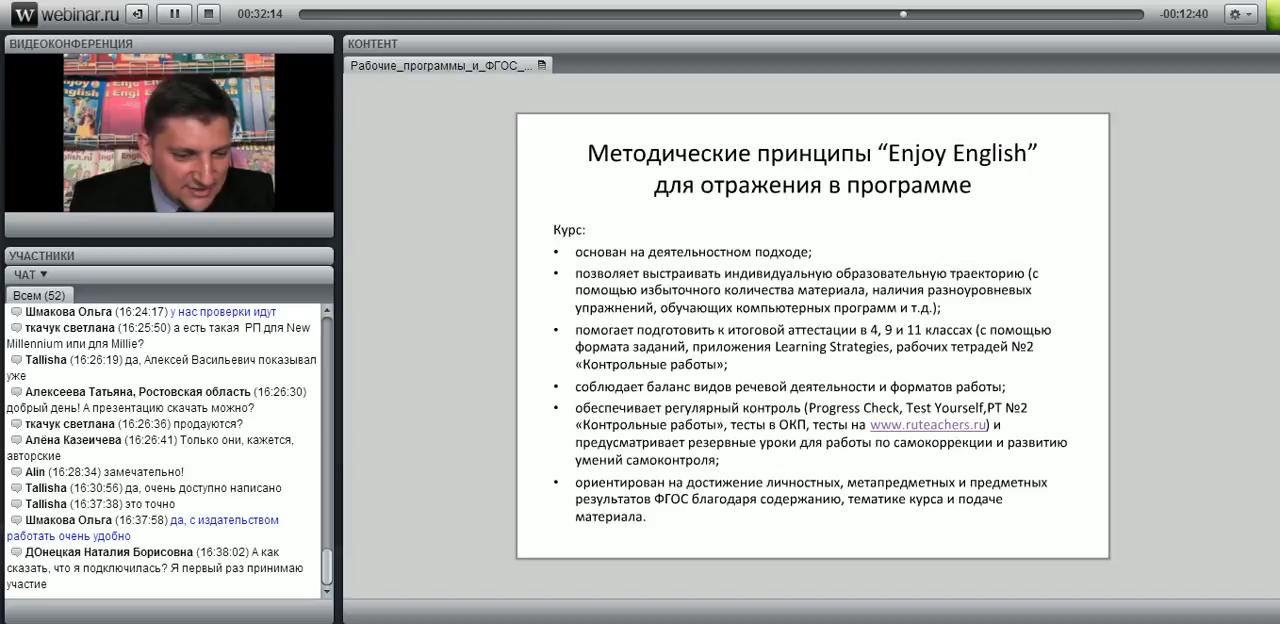 webinar.ru
00:32:14
-00:12:40
ВИДЕОКОНФЕРЕНЦИЯ
Enjoy
English
УЧАСТНИКИ
ЧАТ
Всем (52)
Шмакова Ольга (16:24:17) у нас проверки идут
ткачук светлана (16:25:50) а есть такая РП для New
Millennium или для Millie?
Tallisha (16:26:19) да, Алексей Васильевич показывал
уже
Алексеева Татьяна, Ростовская область (16:26:30)
добрый день! А презентацию скачать можно?
ткачук светлана (16:26:36) продаются?
Алёна Казеичева (16:26:41) Только они, кажется,
авторские
Alin (16:28:34) замечательно!
Tallisha (16:30:56) да, очень доступно написано
Tallisha (16:37:38) это точно
Шмакова Ольга (16:37:58) да, с издательством
работать очень удобно
ДОнецкая Наталия Борисовна (16:38:02) А как
сказать, что я подключилась? Я первый раз принимаю
участие
КОНТЕНТ
Рабочие_программы_и_ФГОС_...
Методические принципы “Enjoy English”
для отражения в программе
Курс:
• основан на деятельностном подходе;
• позволяет выстраивать индивидуальную образовательную траекторию (с
помощью избыточного количества материала, наличия разноуровневых
упражнений, обучающих компьютерных программ и т.д.);
• помогает подготовить к итоговой аттестации в 4, 9 и 11 классах (с помощью
формата заданий, приложения Learning Strategies, рабочих тетрадей №2
«Контрольные работы»;
• соблюдает баланс видов речевой деятельности и форматов работы;
• обеспечивает регулярный контроль (Progress Check, Test Yourself,РТ №2
«Контрольные работы», тесты в ОКП, тесты на www.ruteachers.ru) и
предусматривает резервные уроки для работы по самокоррекции и развитию
умений самоконтроля;
• ориентирован на достижение личностных, метапредметных и предметных
результатов ФГОС благодаря содержанию, тематике курса и подаче
материала.